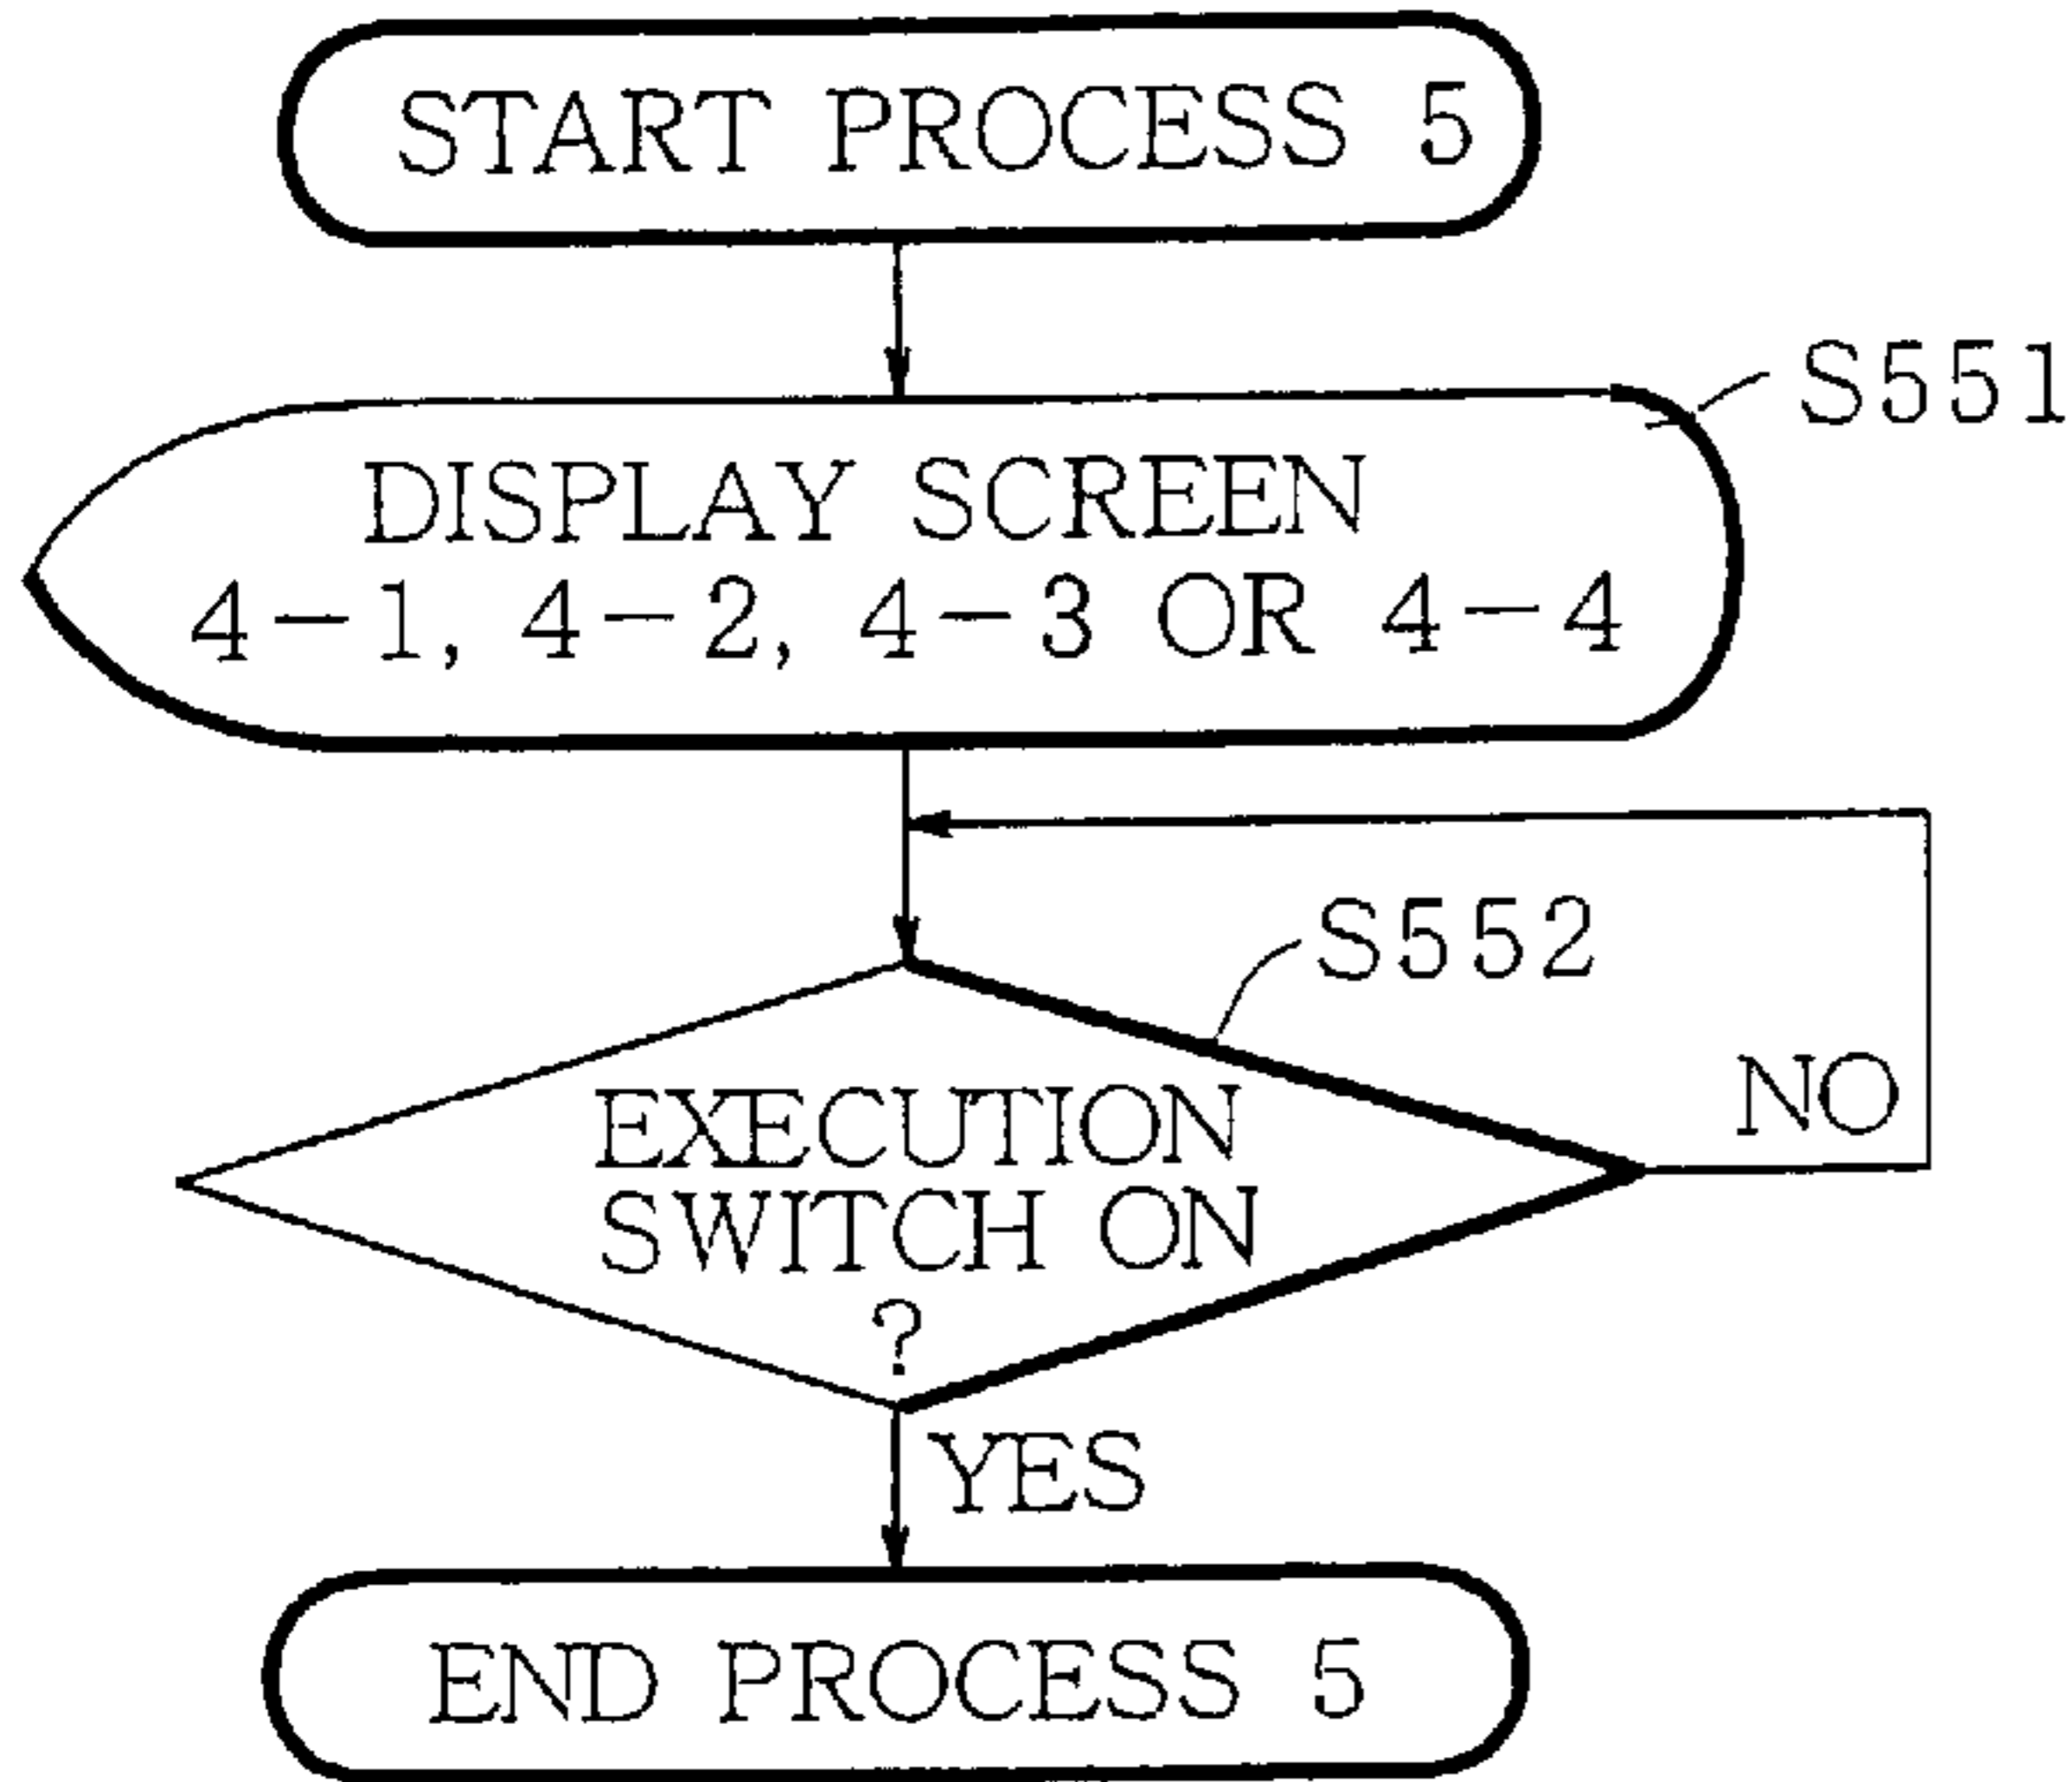 START PROCESS 5
S551
DISPLAY SCREEN
4-1, 4-2, 4-3 OR 4-4
S552
NO
EXECUTION
SWITCH ON
?
YES
END PROCESS 5